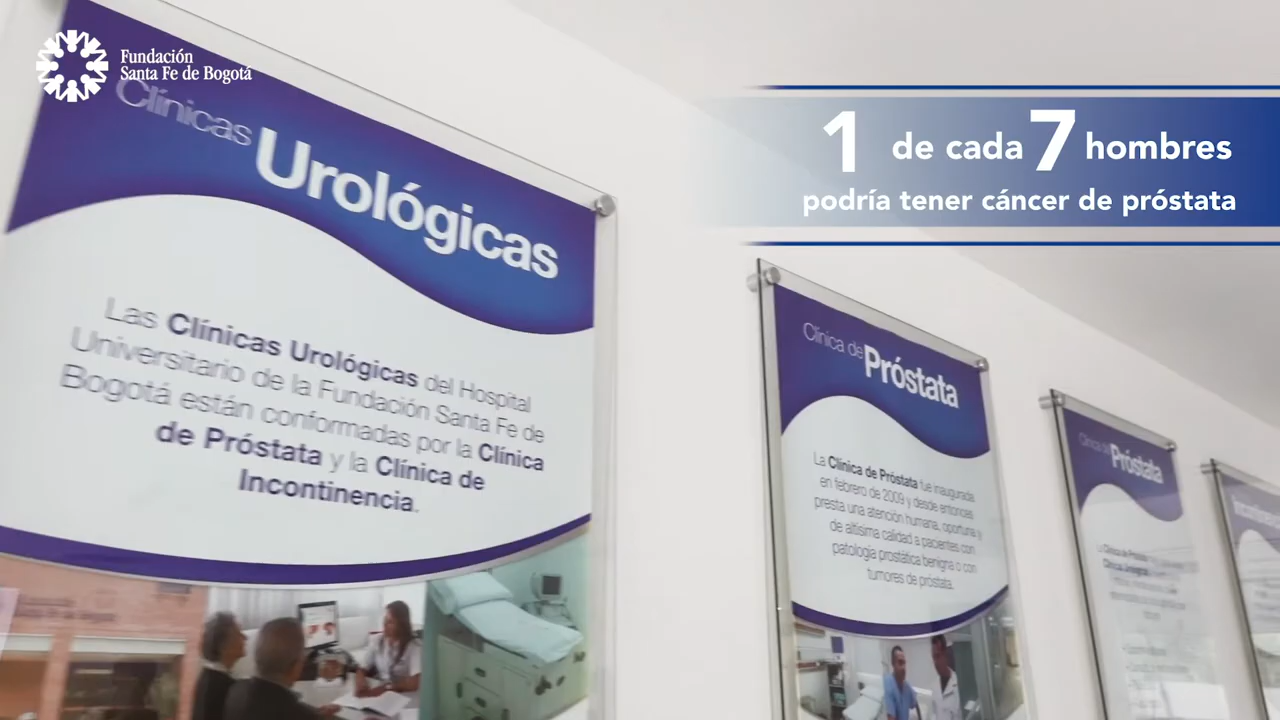 Fundación
Santa Fe de Bogotá
1 de cada 7 hombres
podría tener cáncer de próstata
Clínicas Urológicas
Las Clínicas Urológicas del Hospital
Universitario de la Fundación Santa Fe de
Bogotá están conformadas por la Clínica
de Próstata y la Clínica de
Incontinencia.
Clínica de Próstata
La Clínica de Próstata fue inaugurada
en febrero de 2009 y desde entonces
presta una atención humana, oportuna y
de altísima calidad a pacientes con
patología prostática benigna o con
tumores de próstata.
Clínica de Próstata
La Clínica de Próstata